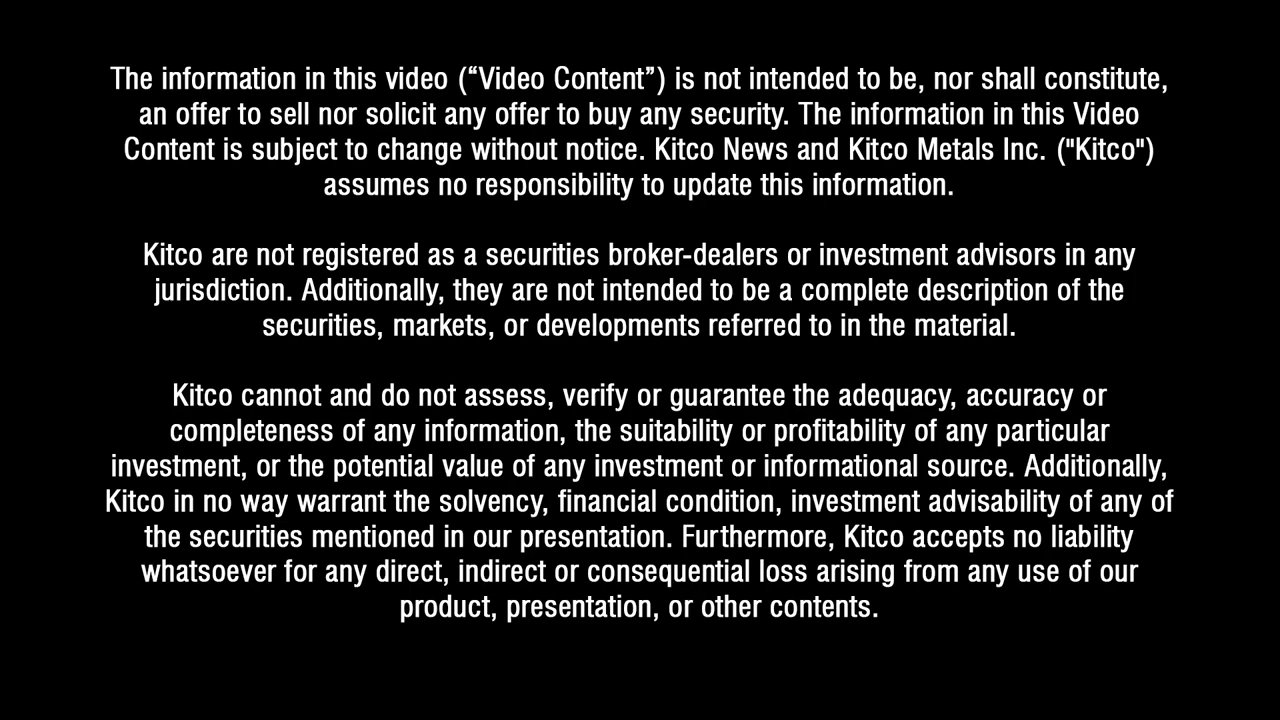 The information in this video (“Video Content”) is not intended to be, nor shall constitute,
an offer to sell nor solicit any offer to buy any security. The information in this Video
Content is subject to change without notice. Kitco News and Kitco Metals Inc. ("Kitco")
assumes no responsibility to update this information.
Kitco are not registered as a securities broker-dealers or investment advisors in any
jurisdiction. Additionally, they are not intended to be a complete description of the
securities, markets, or developments referred to in the material.
Kitco cannot and do not assess, verify or guarantee the adequacy, accuracy or
completeness of any information, the suitability or profitability of any particular
investment, or the potential value of any investment or informational source. Additionally,
Kitco in no way warrant the solvency, financial condition, investment advisability of any of
the securities mentioned in our presentation. Furthermore, Kitco accepts no liability
whatsoever for any direct, indirect or consequential loss arising from any use of our
product, presentation, or other contents.